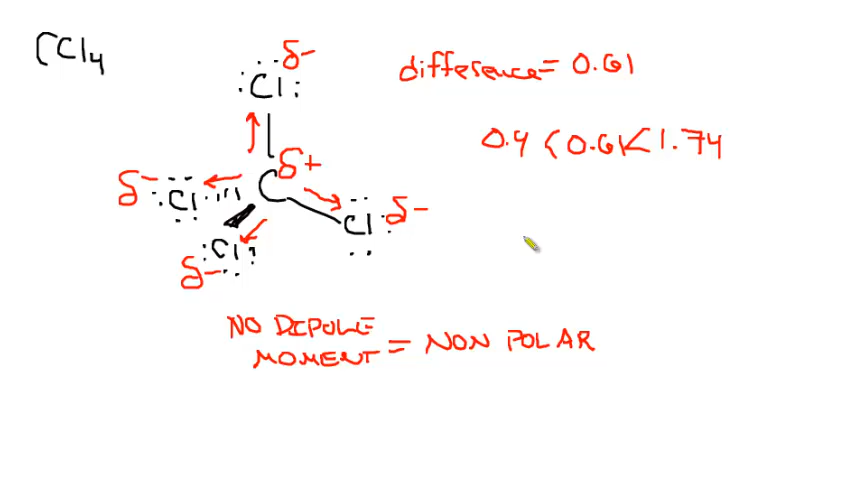 CCl4
δ-
Cl
difference = 0.61
0.4 < 0.61 < 1.74
δ+
δ-
Cl
C
Cl
δ-
Cl
δ-
NO DIPOLE
MOMENT = NON POLAR